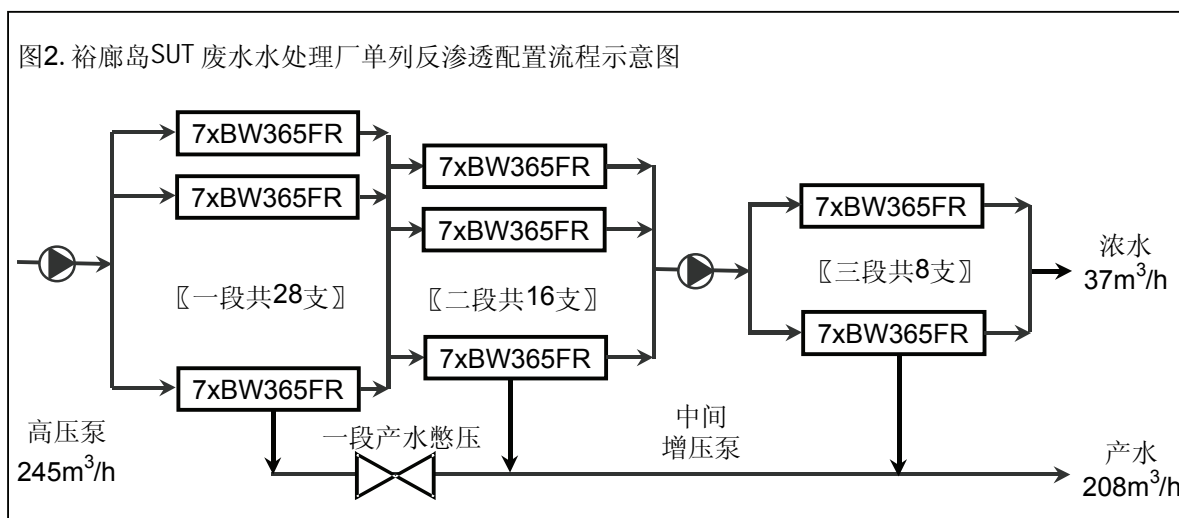 图2. 裕廊岛SUT 废水水处理厂单列反渗透配置流程示意图
7xBW365FR
7xBW365FR
〖一段共28支〗
7xBW365FR
7xBW365FR
7xBW365FR
〖二段共16支〗
7xBW365FR
7xBW365FR
〖三段共8支〗
7xBW365FR
浓水
37m³/h
高压泵
245m³/h
一段产水憋压
中间
增压泵
产水
208m³/h